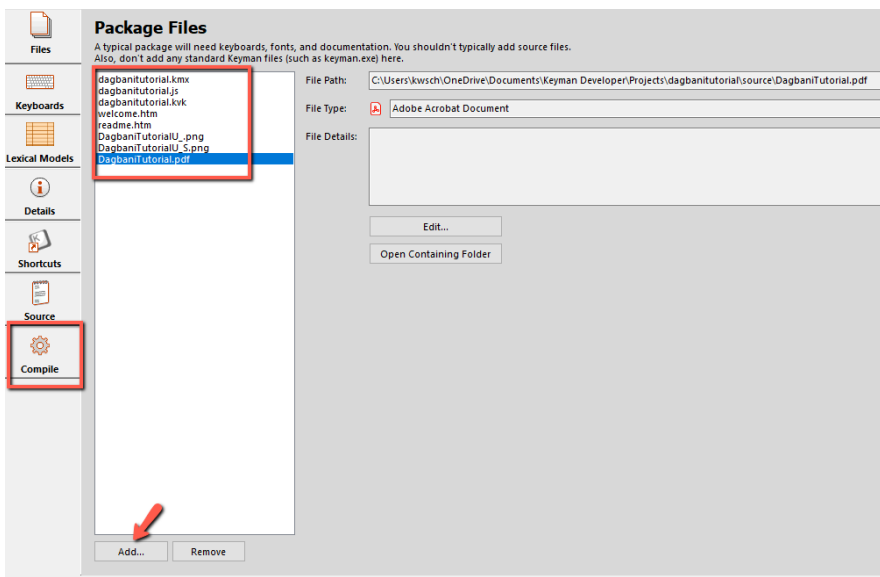 Files
Keyboards
Lexical Models
Details
Shortcuts
Source
Compile
Package Files
A typical package will need keyboards, fonts, and documentation. You shouldn't typically add source files.
Also, don't add any standard Keyman files (such as keyman.exe) here.
dagbanitutorial.kmx
dagbanitutorial.js
dagbanitutorial.kvk
welcome.htm
readme.htm
DagbaniTutorialU_.png
DagbaniTutorialU_S.png
DagbaniTutorial.pdf
Add...
Remove
File Path:
C:\Users\kwsch\OneDrive\Documents\Keyman Developer\Projects\dagbanitutorial\source\DagbaniTutorial.pdf
File Type:
Adobe Acrobat Document
File Details:
Edit...
Open Containing Folder